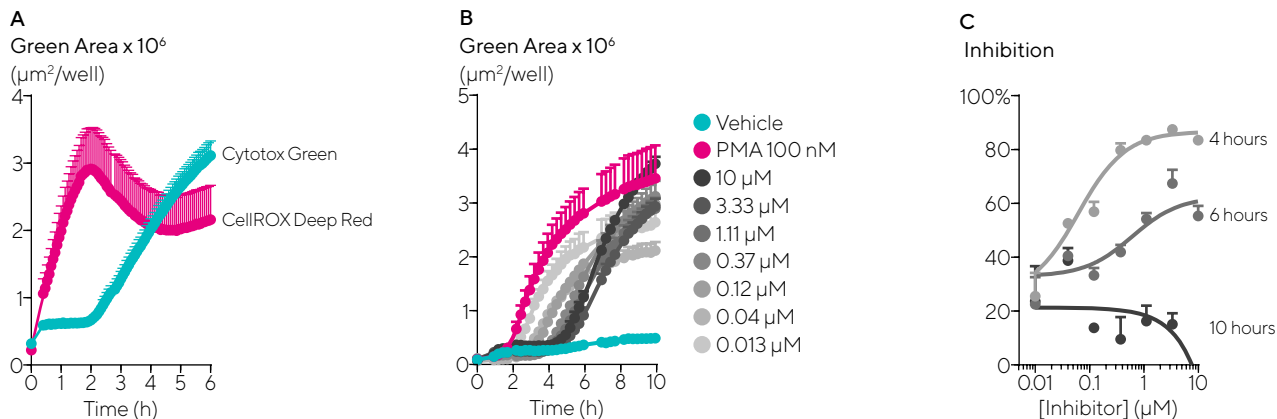 A
Green Area x 10⁶
(µm²/well)
4
3
2
1
0
0 1 2 3 4 5 6
Time (h)
Cytotox Green
CellROX Deep Red
B
Green Area x 10⁶
(µm²/well)
5
4
3
2
1
0
0 2 4 6 8 10
Time (h)
Vehicle
PMA 100 nM
10 µM
3.33 µM
1.11 µM
0.37 µM
0.12 µM
0.04 µM
0.013 µM
C
Inhibition
100%
80
60
40
20
0
0.01 0.1 1 10
[Inhibitor] (µM)
4 hours
6 hours
10 hours